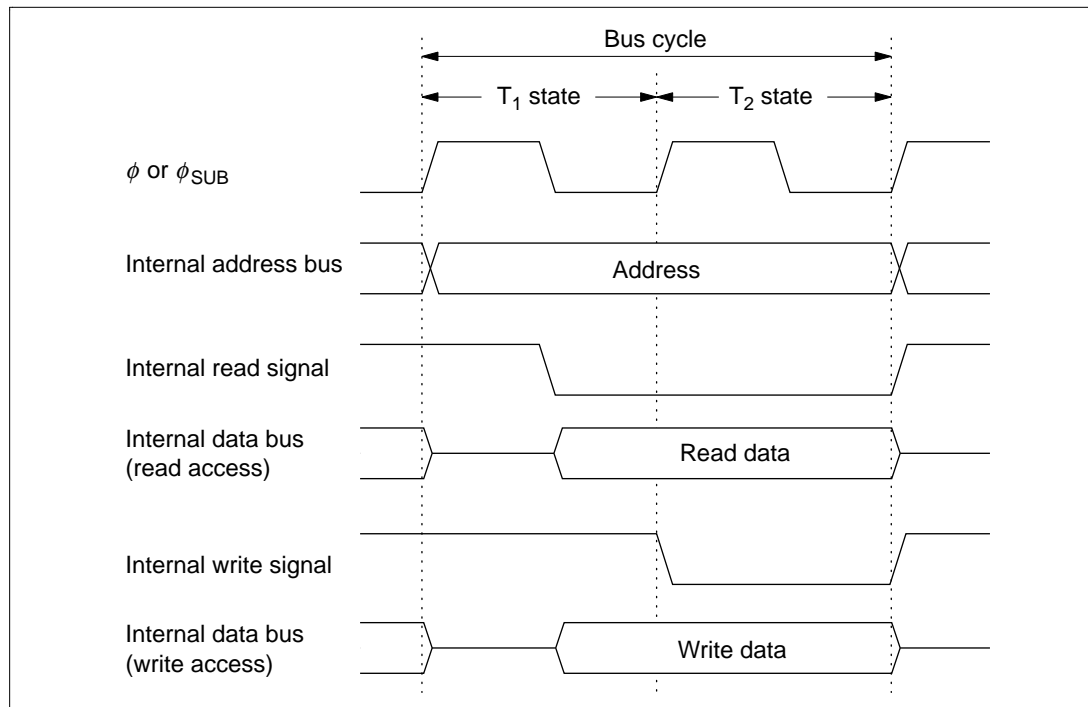 Bus cycle
T₁ state
T₂ state
φ or φSUB
Internal address bus
Address
Internal read signal
Internal data bus
(read access)
Read data
Internal write signal
Internal data bus
(write access)
Write data